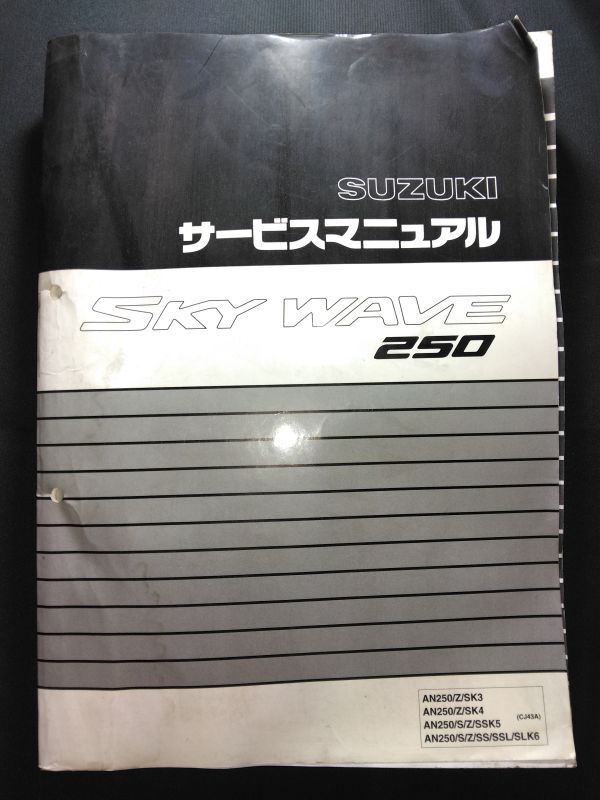 SUZUKI
サービスマニュアル
SKY WAVE
250
AN250/Z/SK3
AN250/Z/SK4
AN250/S/Z/SSK5 (CJ43A)
AN250/S/Z/SS/SSL/SLK6